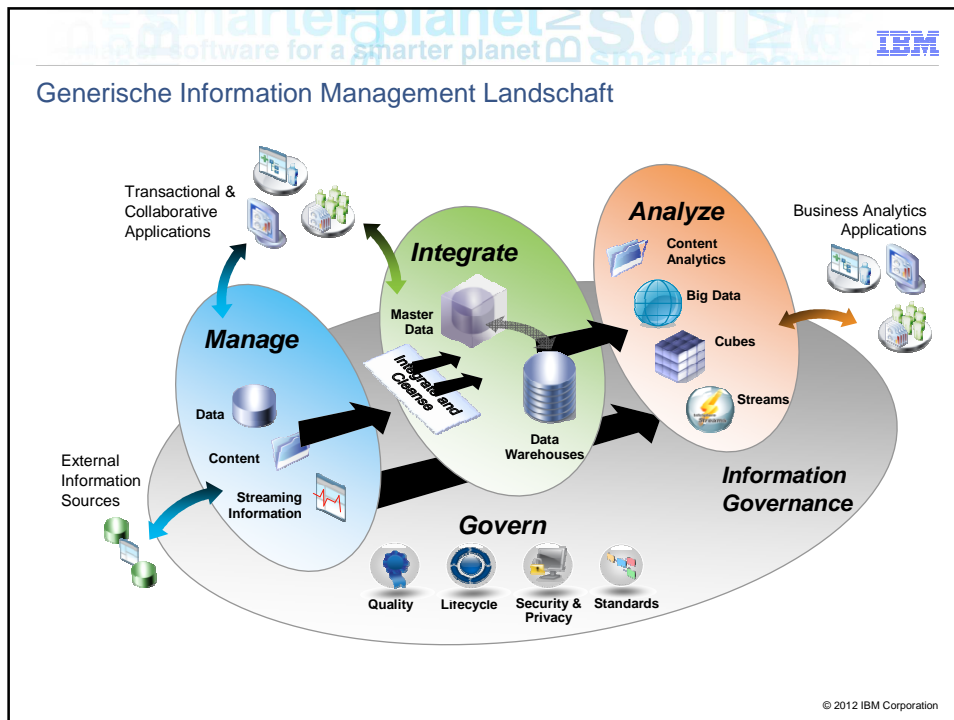 smarter planet
software for a smarter planet
IBM
Generische Information Management Landschaft
Transactional &
Collaborative
Applications
Manage
Data
Content
Streaming
Information
External
Information
Sources
Integrate
Master
Data
Integrate and
Cleanse
Data
Warehouses
Analyze
Content
Analytics
Big Data
Cubes
Streams
Business Analytics
Applications
Information
Governance
Govern
Quality
Lifecycle
Security &
Privacy
Standards
© 2012 IBM Corporation